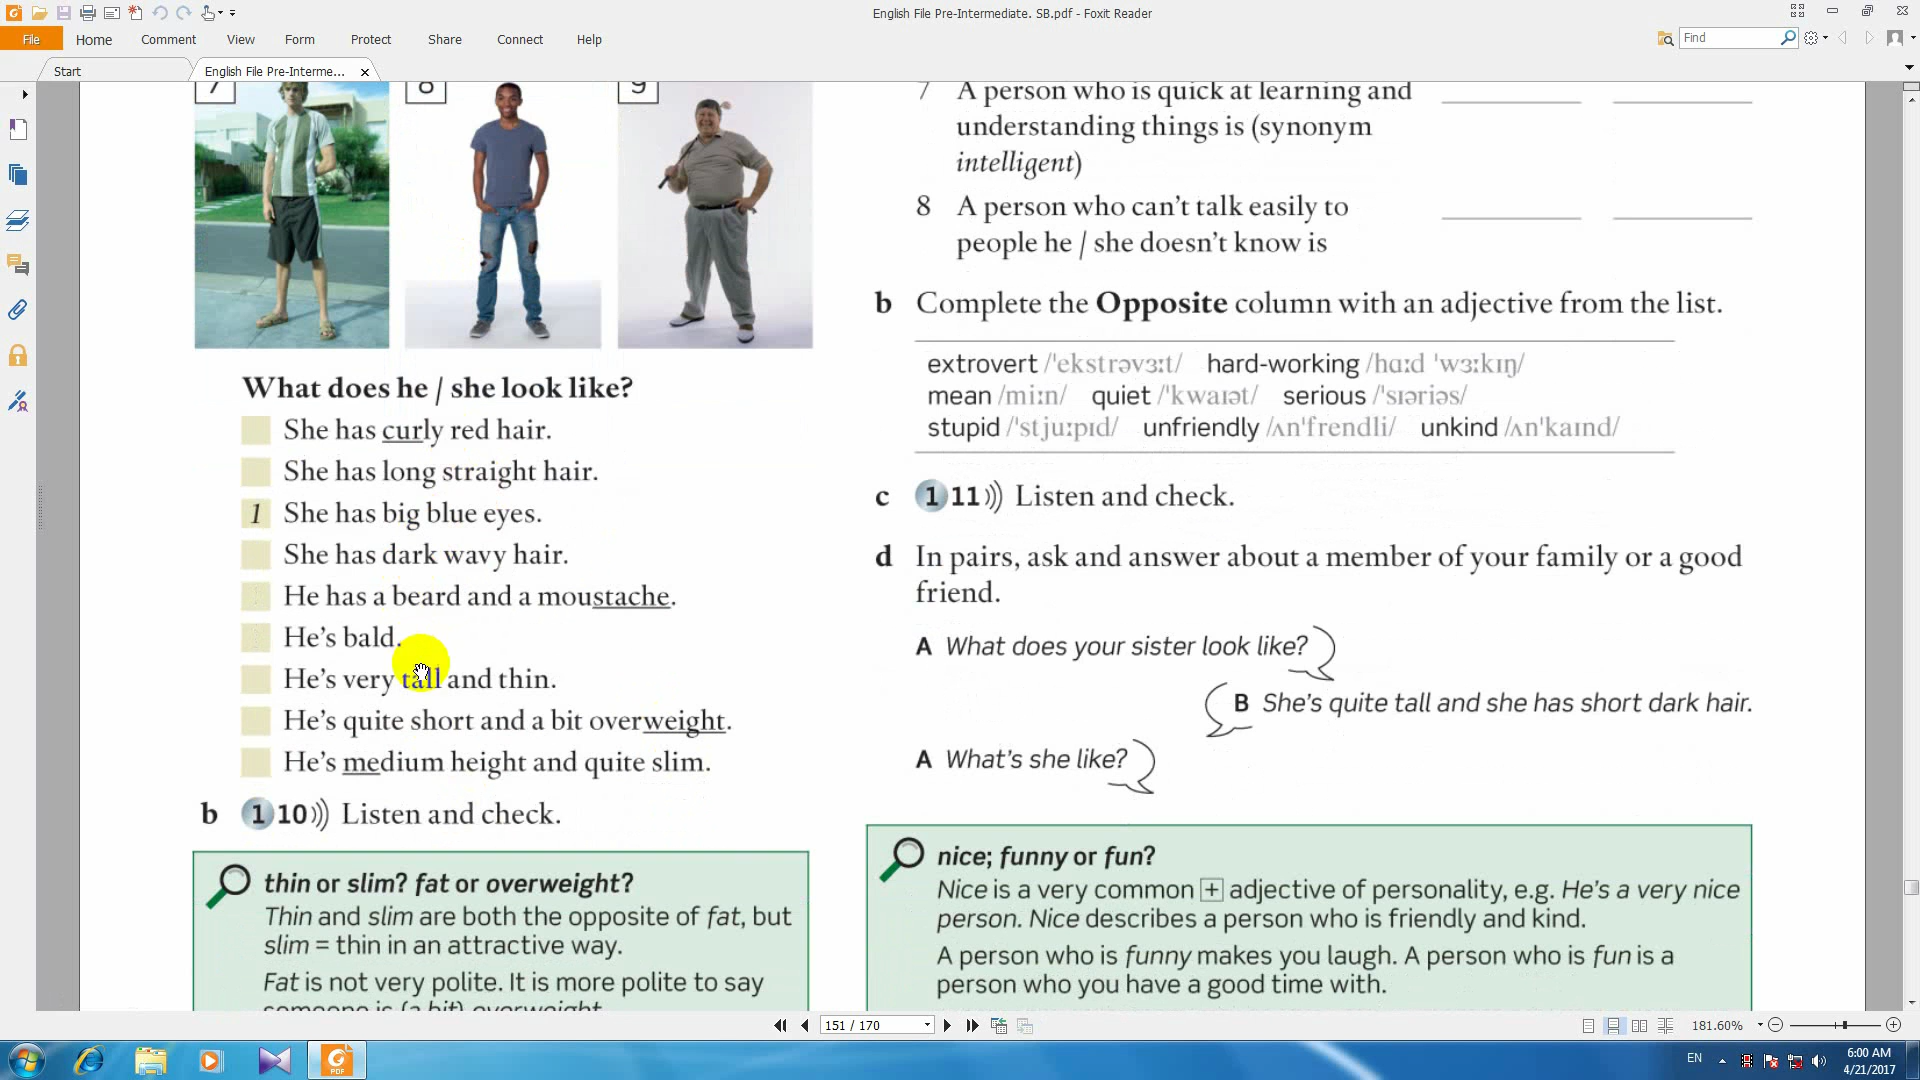 English File Pre-Intermediate. SB.pdf - Foxit Reader
File Home Comment View Form Protect Share Connect Help
Find
Start
English File Pre-Interme...
7 8 9
What does he / she look like?
She has curly red hair.
She has long straight hair.
1 She has big blue eyes.
She has dark wavy hair.
He has a beard and a moustache.
He's bald.
He's very tall and thin.
He's quite short and a bit overweight.
He's medium height and quite slim.
b 1 10 Listen and check.
thin or slim? fat or overweight?
Thin and slim are both the opposite of fat, but
slim = thin in an attractive way.
Fat is not very polite. It is more polite to say
someone is (a bit) overweight.
7 A person who is quick at learning and
understanding things is (synonym
intelligent)
8 A person who can't talk easily to
people he / she doesn't know is
b Complete the Opposite column with an adjective from the list.
extrovert /ˈekstrəvɜːt/ hard-working /hɑːd ˈwɜːkɪŋ/
mean /miːn/ quiet /ˈkwaɪət/ serious /ˈsɪəriəs/
stupid /ˈstjuːpɪd/ unfriendly /ʌnˈfrendli/ unkind /ʌnˈkaɪnd/
c 1 11 Listen and check.
d In pairs, ask and answer about a member of your family or a good
friend.
A What does your sister look like?
B She's quite tall and she has short dark hair.
A What's she like?
nice; funny or fun?
Nice is a very common + adjective of personality, e.g. He's a very nice
person. Nice describes a person who is friendly and kind.
A person who is funny makes you laugh. A person who is fun is a
person who you have a good time with.
151 / 170
181.60%
PDF
EN
6:00 AM
4/21/2017